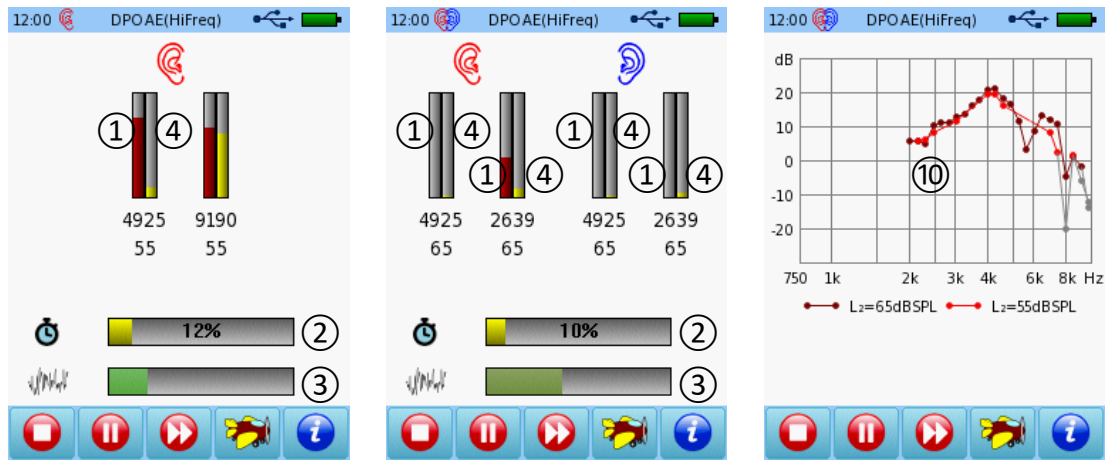 12:00 DPOAE(HiFreq)
① ④
4925 9190
55 55
12% ②
③
12:00 DPOAE(HiFreq)
① ④ ① ④
① ④ ① ④
4925 2639 4925 2639
65 65 65 65
10% ②
③
12:00 DPOAE(HiFreq)
dB
20
10
0
-10
-20
⑩
750 1k 2k 3k 4k 6k 8k Hz
L₂=65dBSPL L₂=55dBSPL